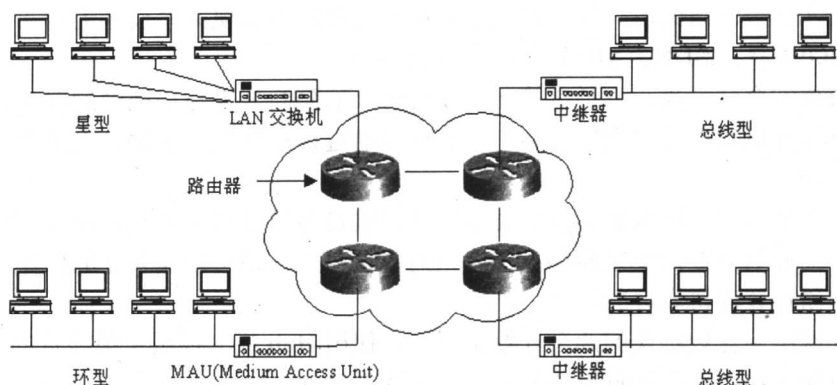 星型
LAN 交换机
中继器
总线型
路由器
环型
MAU(Medium Access Unit)
中继器
总线型